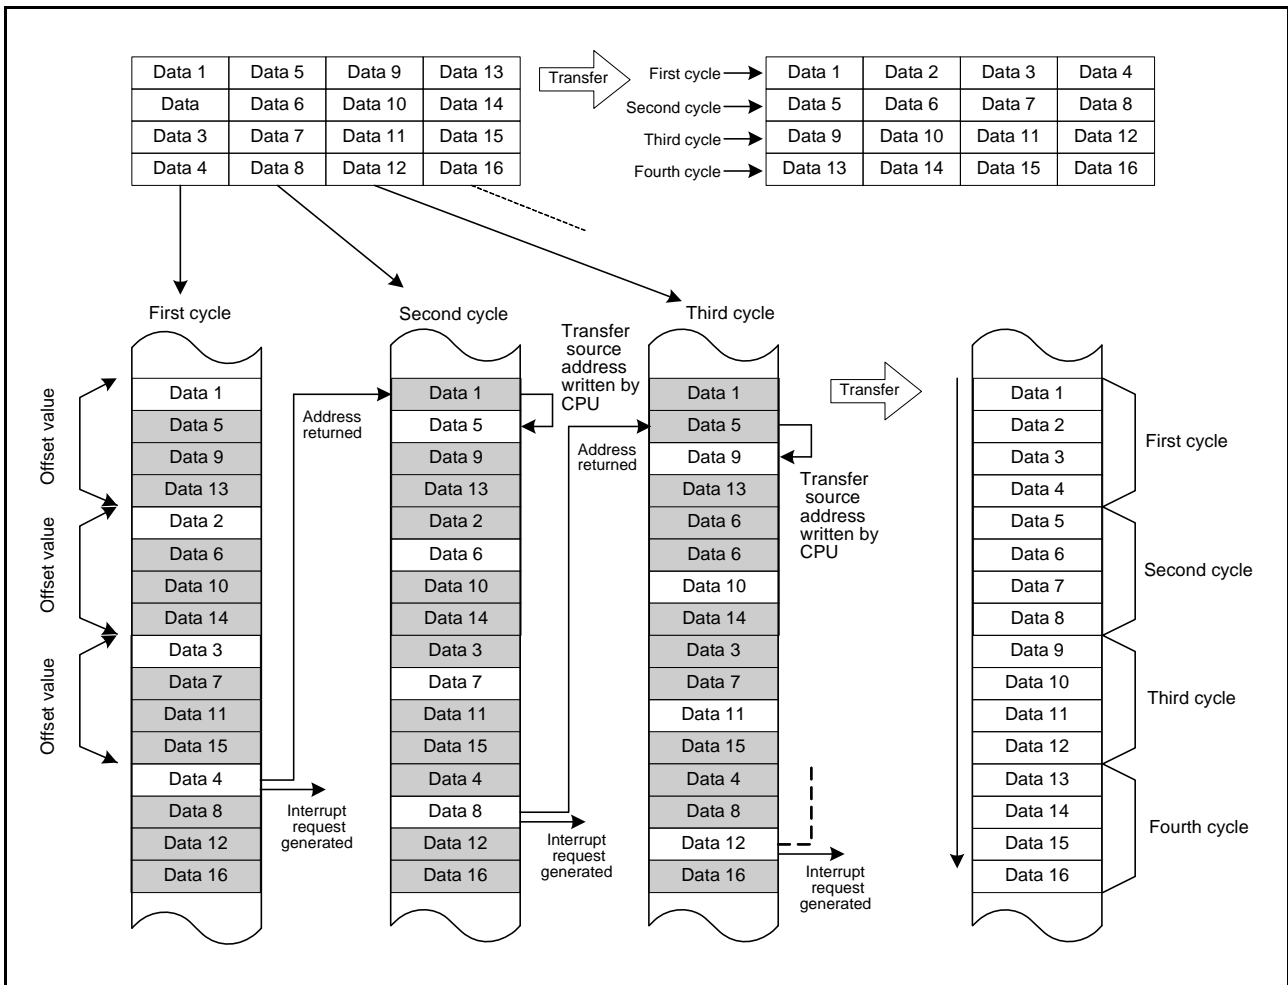 Data 1 Data 5 Data 9 Data 13
Data Data 6 Data 10 Data 14
Data 3 Data 7 Data 11 Data 15
Data 4 Data 8 Data 12 Data 16
Transfer
First cycle Data 1 Data 2 Data 3 Data 4
Second cycle Data 5 Data 6 Data 7 Data 8
Third cycle Data 9 Data 10 Data 11 Data 12
Fourth cycle Data 13 Data 14 Data 15 Data 16
First cycle
Offset value
Offset value
Offset value
Data 1
Data 5
Data 9
Data 13
Data 2
Data 6
Data 10
Data 14
Data 3
Data 7
Data 11
Data 15
Data 4
Data 8
Data 12
Data 16
Address
returned
Interrupt
request
generated
Second cycle
Data 1
Data 5
Data 9
Data 13
Data 2
Data 6
Data 10
Data 14
Data 3
Data 7
Data 11
Data 15
Data 4
Data 8
Data 12
Data 16
Transfer
source
address
written by
CPU
Address
returned
Interrupt
request
generated
Third cycle
Data 1
Data 5
Data 9
Data 13
Data 6
Data 6
Data 10
Data 14
Data 3
Data 7
Data 11
Data 15
Data 4
Data 8
Data 12
Data 16
Transfer
source
address
written by
CPU
Interrupt
request
generated
Transfer
Data 1
Data 2
Data 3
Data 4
Data 5
Data 6
Data 7
Data 8
Data 9
Data 10
Data 11
Data 12
Data 13
Data 14
Data 15
Data 16
First cycle
Second cycle
Third cycle
Fourth cycle